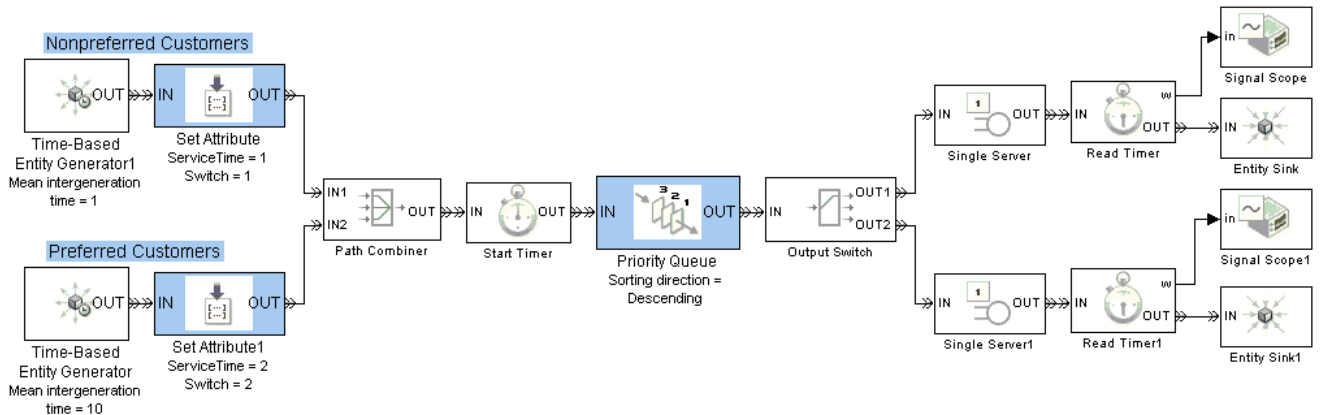 Nonpreferred Customers
OUT
Time-Based
Entity Generator1
Mean intergeneration
time = 1
IN
[...]
OUT
Set Attribute
ServiceTime = 1
Switch = 1
Preferred Customers
OUT
Time-Based
Entity Generator
Mean intergeneration
time = 10
IN
[...]
OUT
Set Attribute1
ServiceTime = 2
Switch = 2
IN1
IN2
OUT
Path Combiner
IN
OUT
Start Timer
IN
3
2
1
OUT
Priority Queue
Sorting direction =
Descending
IN
OUT1
OUT2
Output Switch
IN
1
OUT
Single Server
IN
w
OUT
Read Timer
in
Signal Scope
IN
Entity Sink
IN
1
OUT
Single Server1
IN
w
OUT
Read Timer1
in
Signal Scope1
IN
Entity Sink1